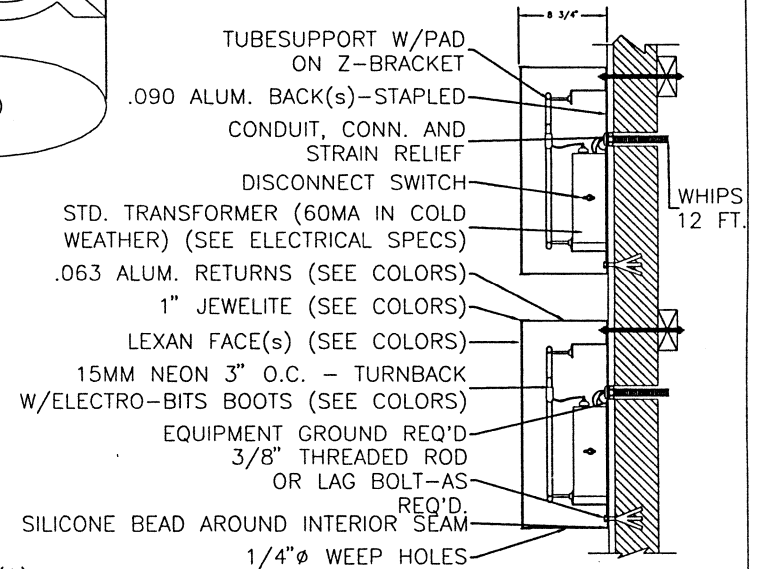 8 3/4"
TUBESUPPORT W/PAD
ON Z-BRACKET
.090 ALUM. BACK(s)-STAPLED
CONDUIT, CONN. AND
STRAIN RELIEF
DISCONNECT SWITCH
STD. TRANSFORMER (60MA IN COLD
WEATHER) (SEE ELECTRICAL SPECS)
WHIPS
12 FT.
.063 ALUM. RETURNS (SEE COLORS)
1" JEWELITE (SEE COLORS)
LEXAN FACE(s) (SEE COLORS)
15MM NEON 3" O.C. - TURNBACK
W/ELECTRO-BITS BOOTS (SEE COLORS)
EQUIPMENT GROUND REQ'D
3/8" THREADED ROD
OR LAG BOLT-AS
REQ'D.
SILICONE BEAD AROUND INTERIOR SEAM
1/4"ø WEEP HOLES